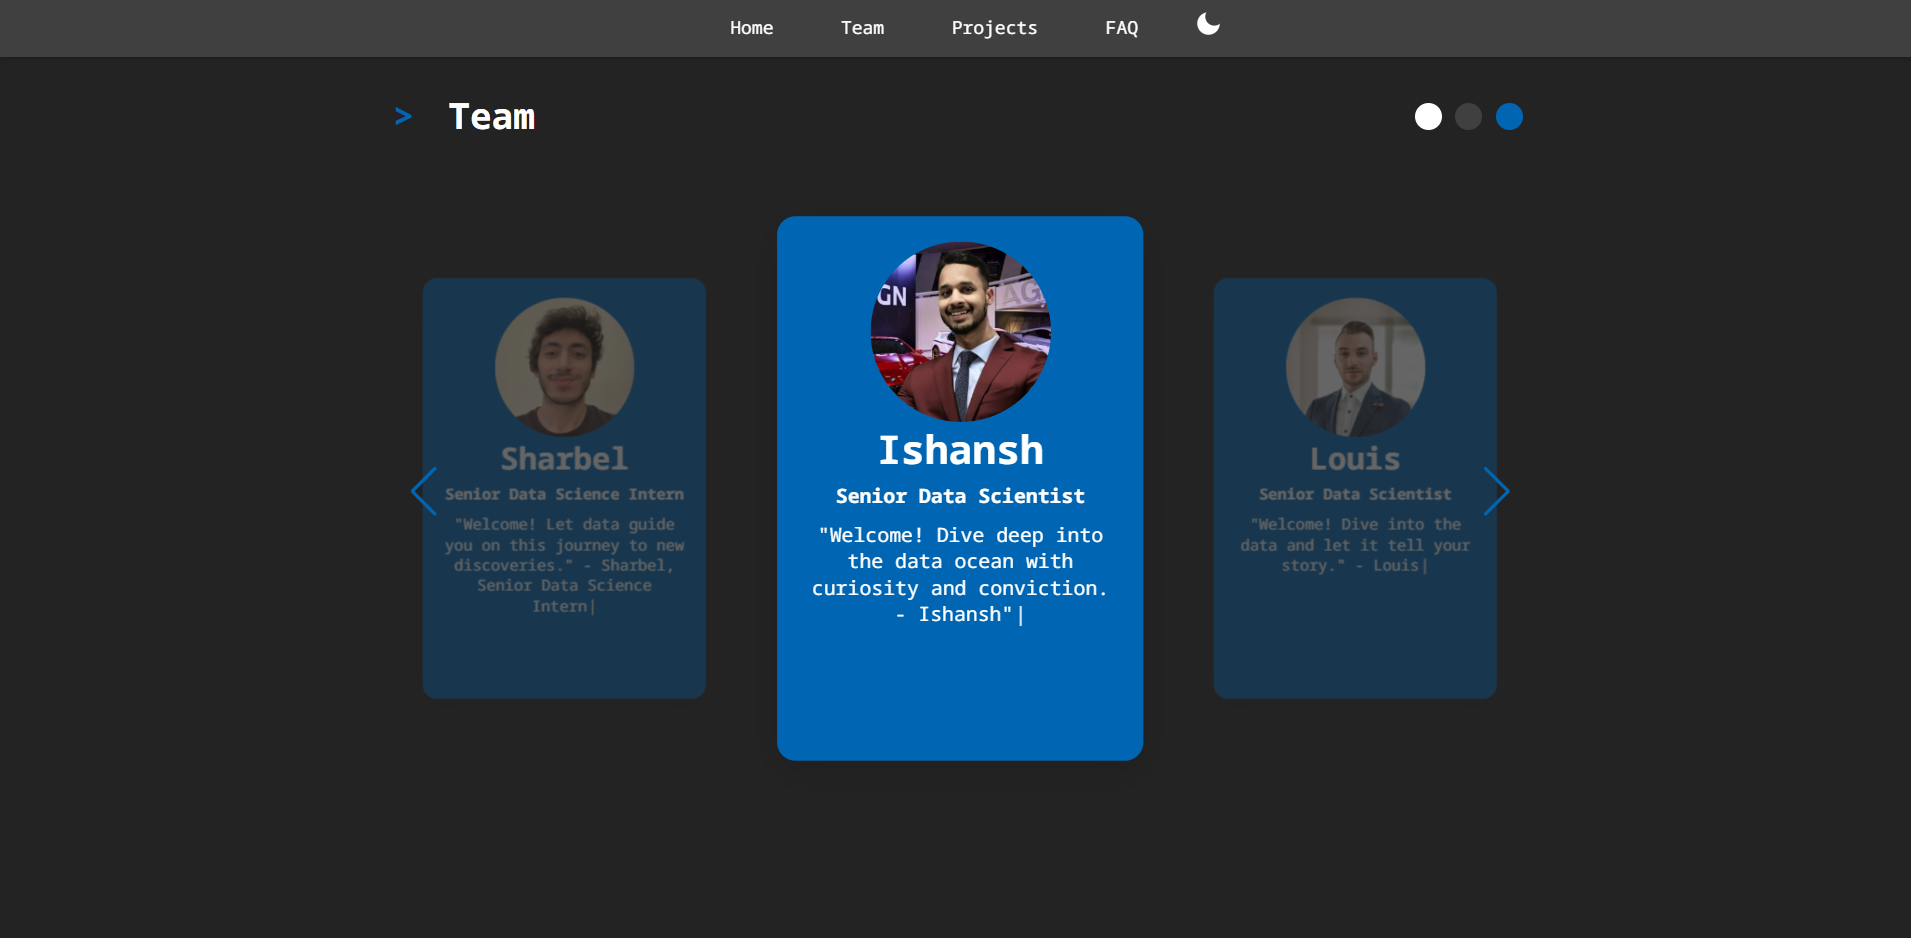 Home Team Projects FAQ
> Team
GN
AG
Sharbel
Senior Data Science Intern
"Welcome! Let data guide
you on this journey to new
discoveries." - Sharbel,
Senior Data Science
Intern|
Ishansh
Senior Data Scientist
"Welcome! Dive deep into
the data ocean with
curiosity and conviction.
- Ishansh"|
Louis
Senior Data Scientist
"Welcome! Dive into the
data and let it tell your
story." - Louis|